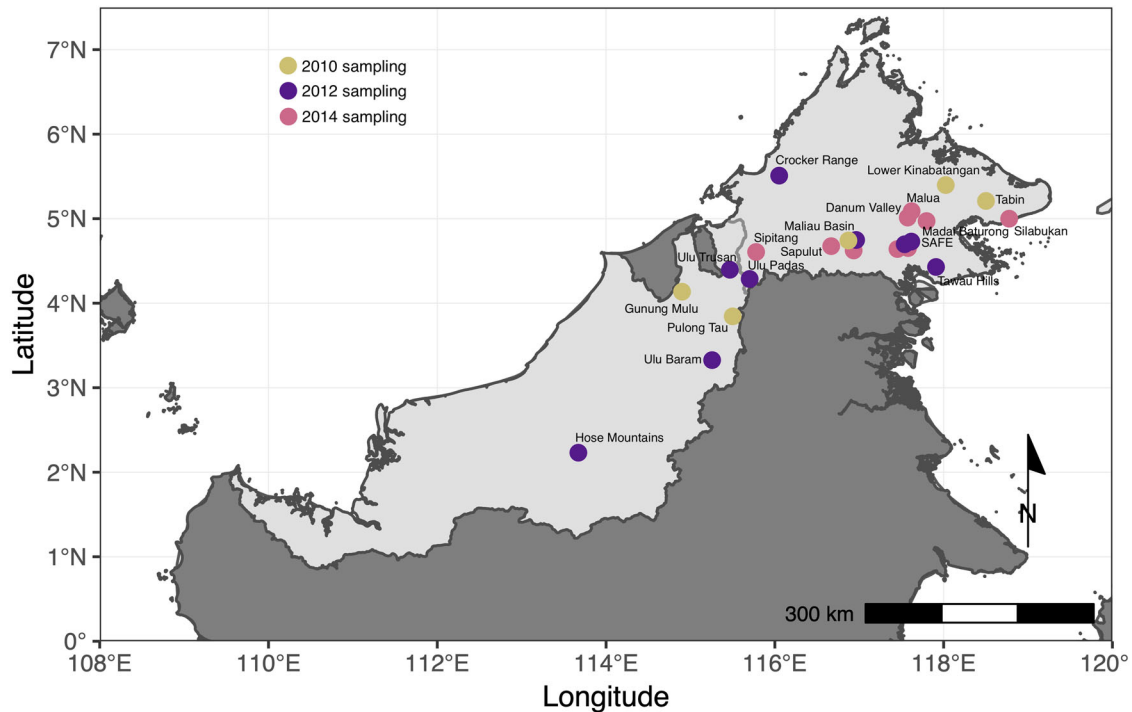 7°N
2010 sampling
2012 sampling
2014 sampling
6°N
Crocker Range
Lower Kinabatangan
Malua
Tabin
5°N
Danum Valley
Maliau Basin
Madai Baturong
Silabukan
Sipitang
SAFE
Sapulut
Ulu Trusan
Ulu Padas
Tawau Hills
4°N
Gunung Mulu
Pulong Tau
Ulu Baram
3°N
Hose Mountains
2°N
N
1°N
300 km
0°
108°E
110°E
112°E
114°E
116°E
118°E
120°
Latitude
Longitude